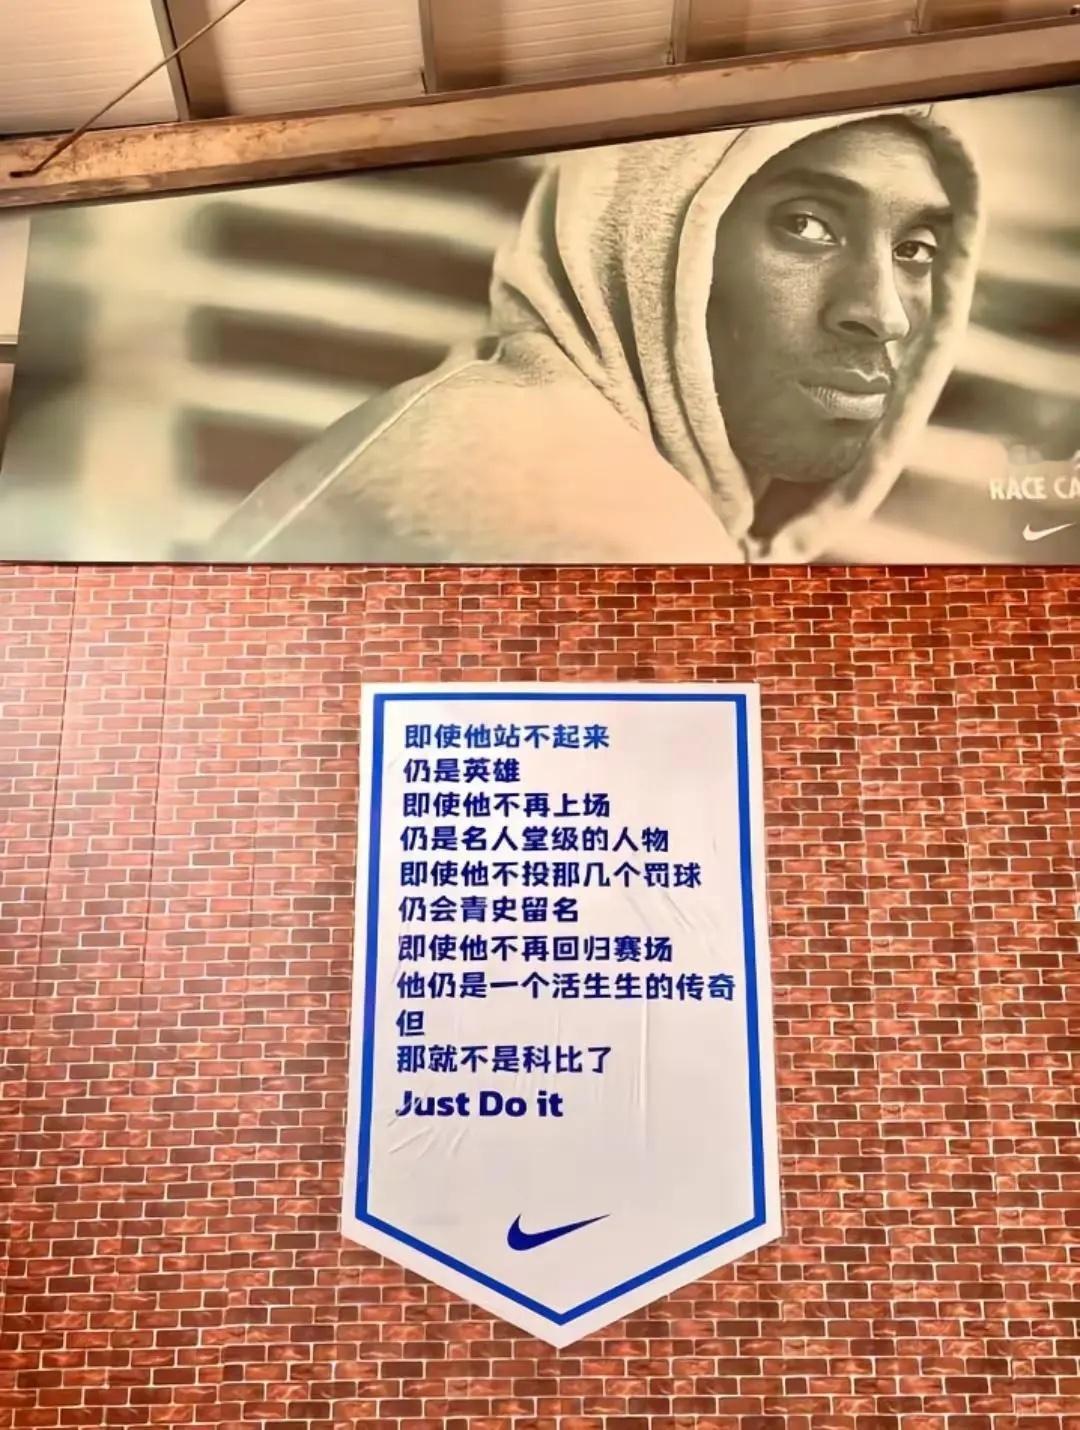 RACE CA
即使他站不起来
仍是英雄
即使他不再上场
仍是名人堂级的人物
即使他不投那几个罚球
仍会青史留名
即使他不再回归赛场
他仍是一个活生生的传奇
但
那就不是科比了
Just Do it